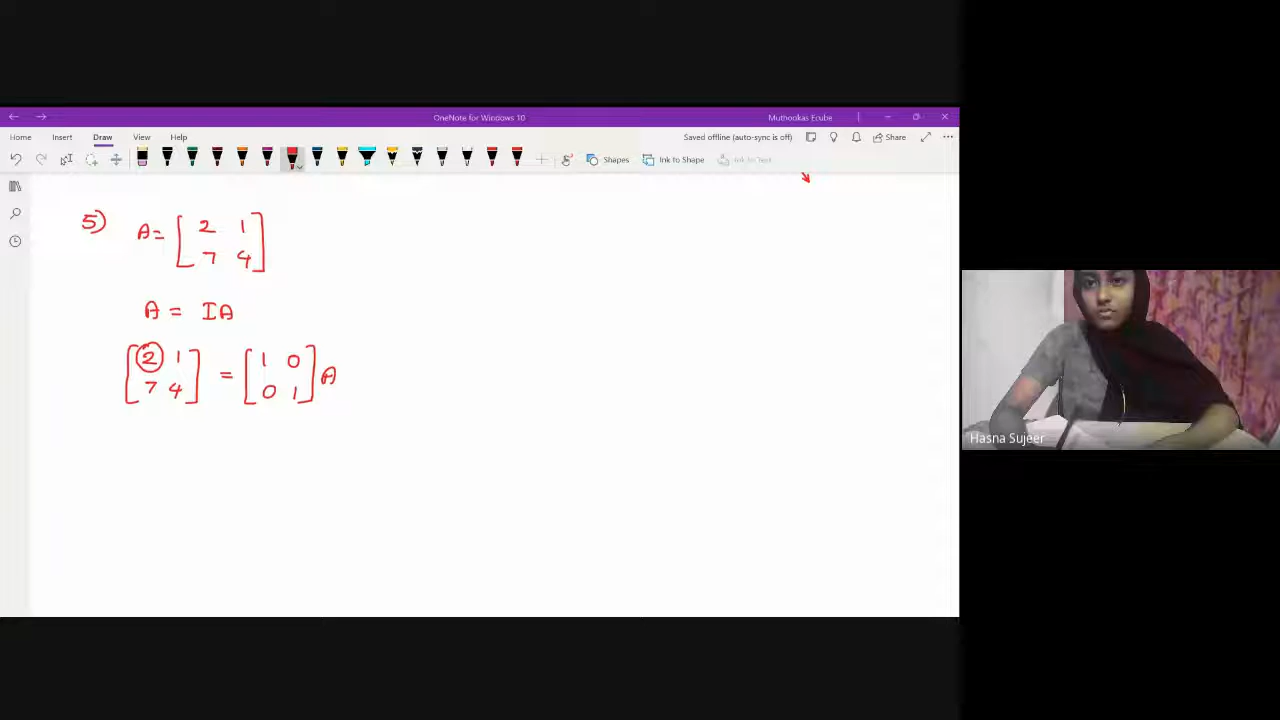 OneNote for Windows 10
Muthookas Ecube
Home Insert Draw View Help
Saved offline (auto-sync is off)
Share
Shapes
Ink to Shape
Ink to Text
5) A = [ 2 1
7 4 ]
A = IA
[ 2 1
7 4 ] = [ 1 0
0 1 ] A
Hasna Sujeer